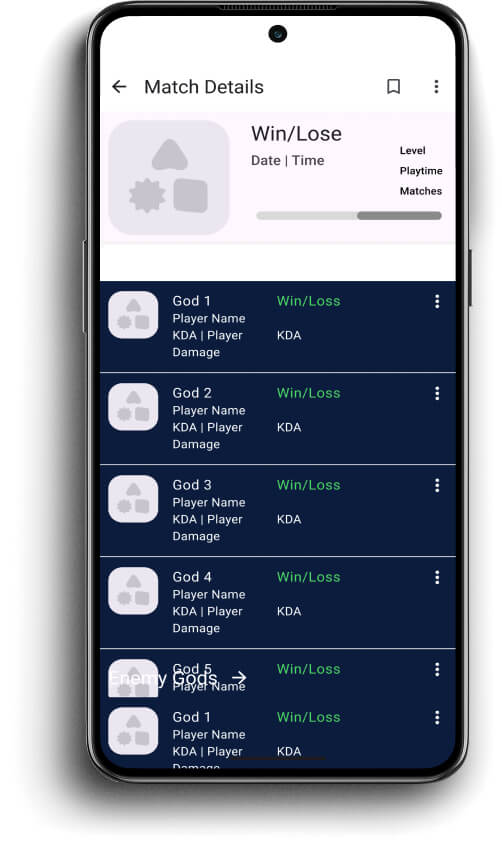 Match Details
Win/Lose
Date | Time
Level
Playtime
Matches
God 1
Win/Loss
Player Name
KDA | Player
Damage
KDA
God 2
Win/Loss
Player Name
KDA | Player
Damage
KDA
God 3
Win/Loss
Player Name
KDA | Player
Damage
KDA
God 4
Win/Loss
Player Name
KDA | Player
Damage
KDA
God 5
Win/Loss
Enemy Gods
Player Name
God 1
Win/Loss
Player Name
KDA | Player
Damage
KDA